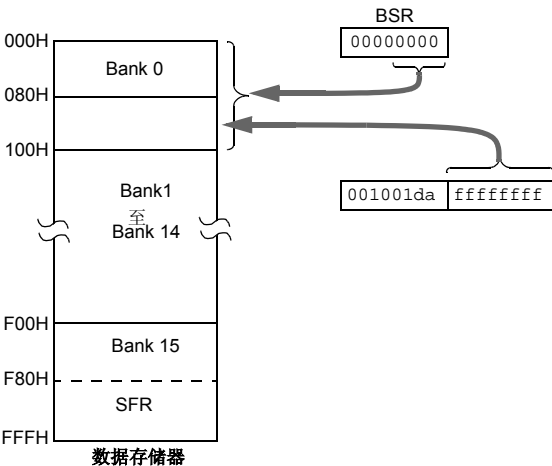 BSR
000H
00000000
Bank 0
080H
100H
Bank1
001001da ffffffff
至
Bank 14
F00H
Bank 15
F80H
SFR
FFFH
数据存储器